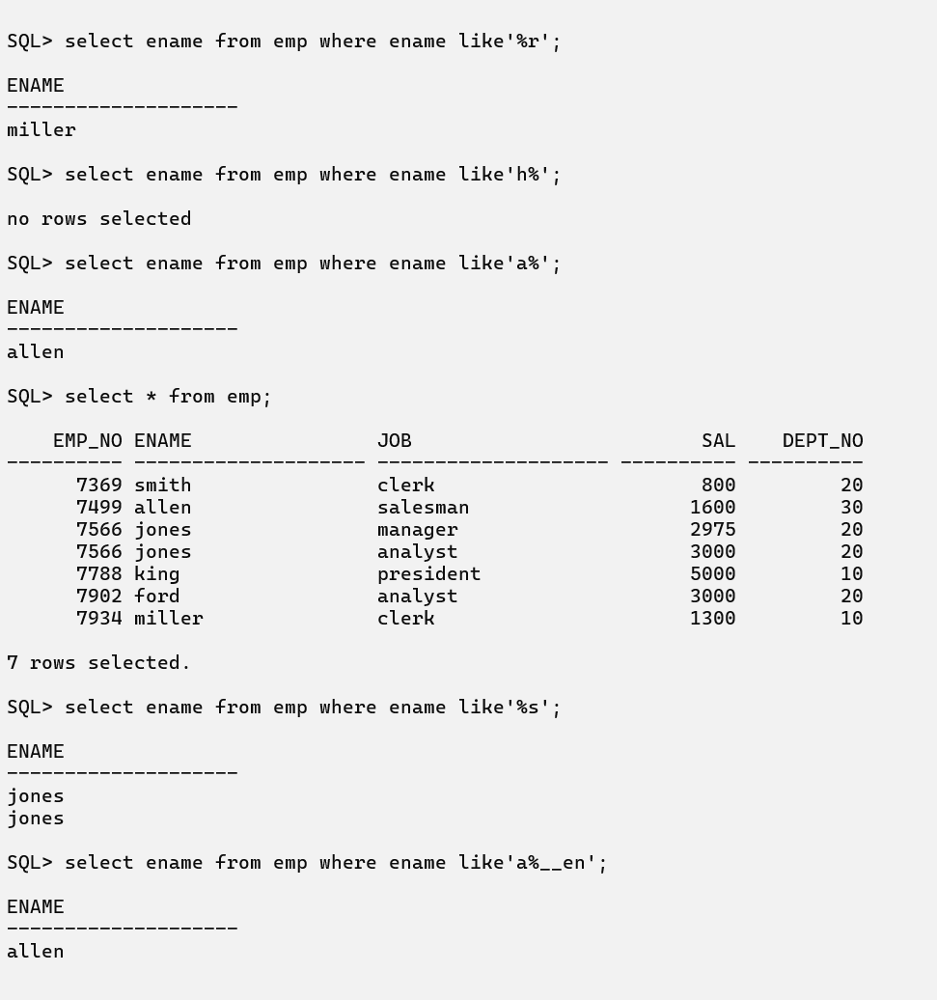 SQL> select ename from emp where ename like'%r';
ENAME
--------------------
miller
SQL> select ename from emp where ename like'h%';
no rows selected
SQL> select ename from emp where ename like'a%';
ENAME
--------------------
allen
SQL> select * from emp;
    EMP_NO ENAME                JOB                         SAL    DEPT_NO
---------- -------------------- -------------------- ---------- ----------
      7369 smith                clerk                       800         20
      7499 allen                salesman                   1600         30
      7566 jones                manager                    2975         20
      7566 jones                analyst                    3000         20
      7788 king                 president                  5000         10
      7902 ford                 analyst                    3000         20
      7934 miller               clerk                      1300         10
7 rows selected.
SQL> select ename from emp where ename like'%s';
ENAME
--------------------
jones
jones
SQL> select ename from emp where ename like'a%__en';
ENAME
--------------------
allen